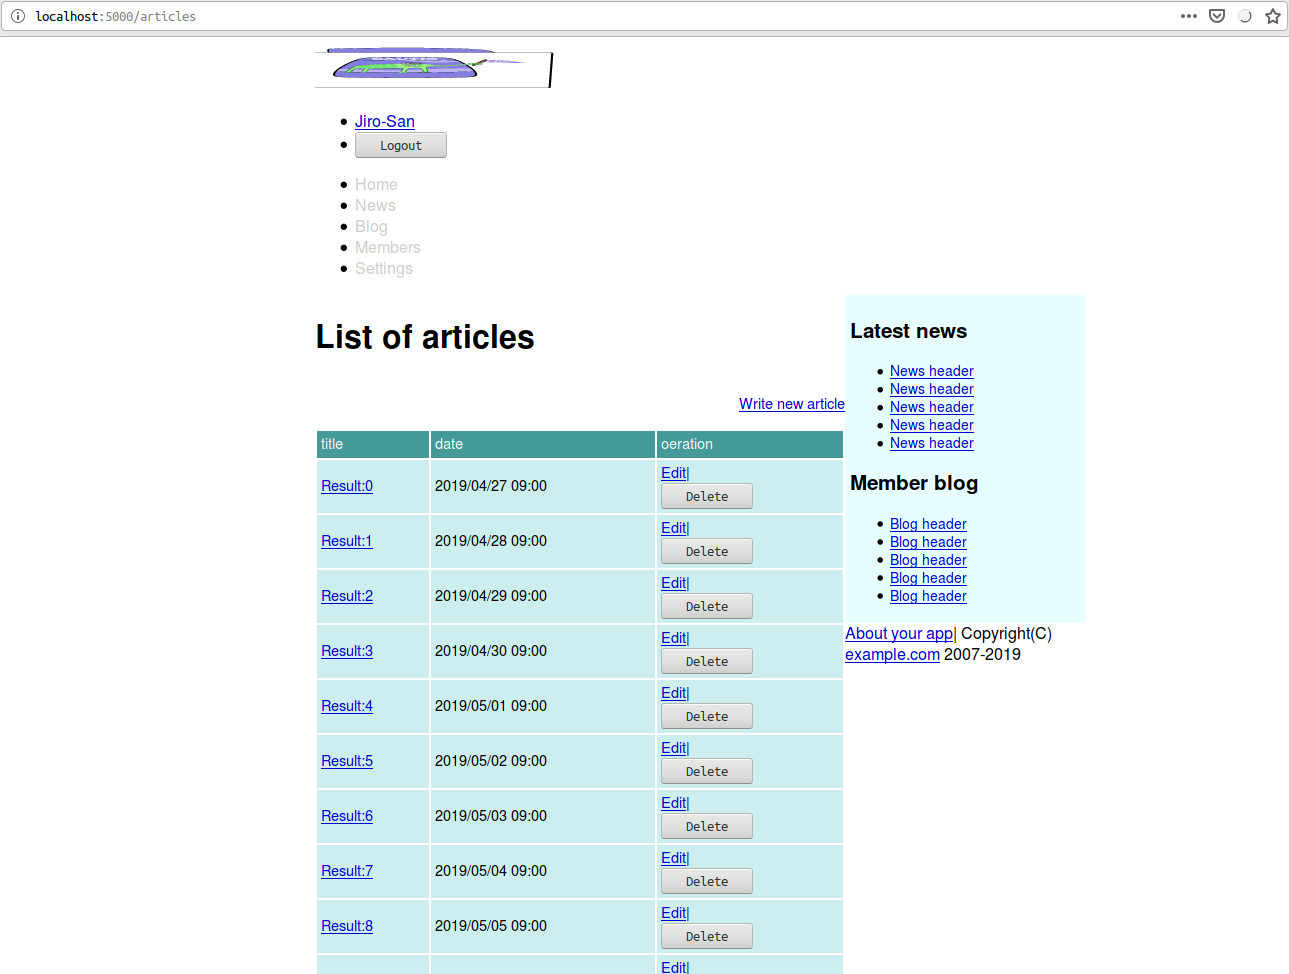 localhost:5000/articles
Jiro-San
Logout
Home
News
Blog
Members
Settings
List of articles
Write new article
title date oeration
Result:0 2019/04/27 09:00 Edit|
Delete
Result:1 2019/04/28 09:00 Edit|
Delete
Result:2 2019/04/29 09:00 Edit|
Delete
Result:3 2019/04/30 09:00 Edit|
Delete
Result:4 2019/05/01 09:00 Edit|
Delete
Result:5 2019/05/02 09:00 Edit|
Delete
Result:6 2019/05/03 09:00 Edit|
Delete
Result:7 2019/05/04 09:00 Edit|
Delete
Result:8 2019/05/05 09:00 Edit|
Delete
Edit|
Latest news
News header
News header
News header
News header
News header
Member blog
Blog header
Blog header
Blog header
Blog header
Blog header
About your app| Copyright(C)
example.com 2007-2019